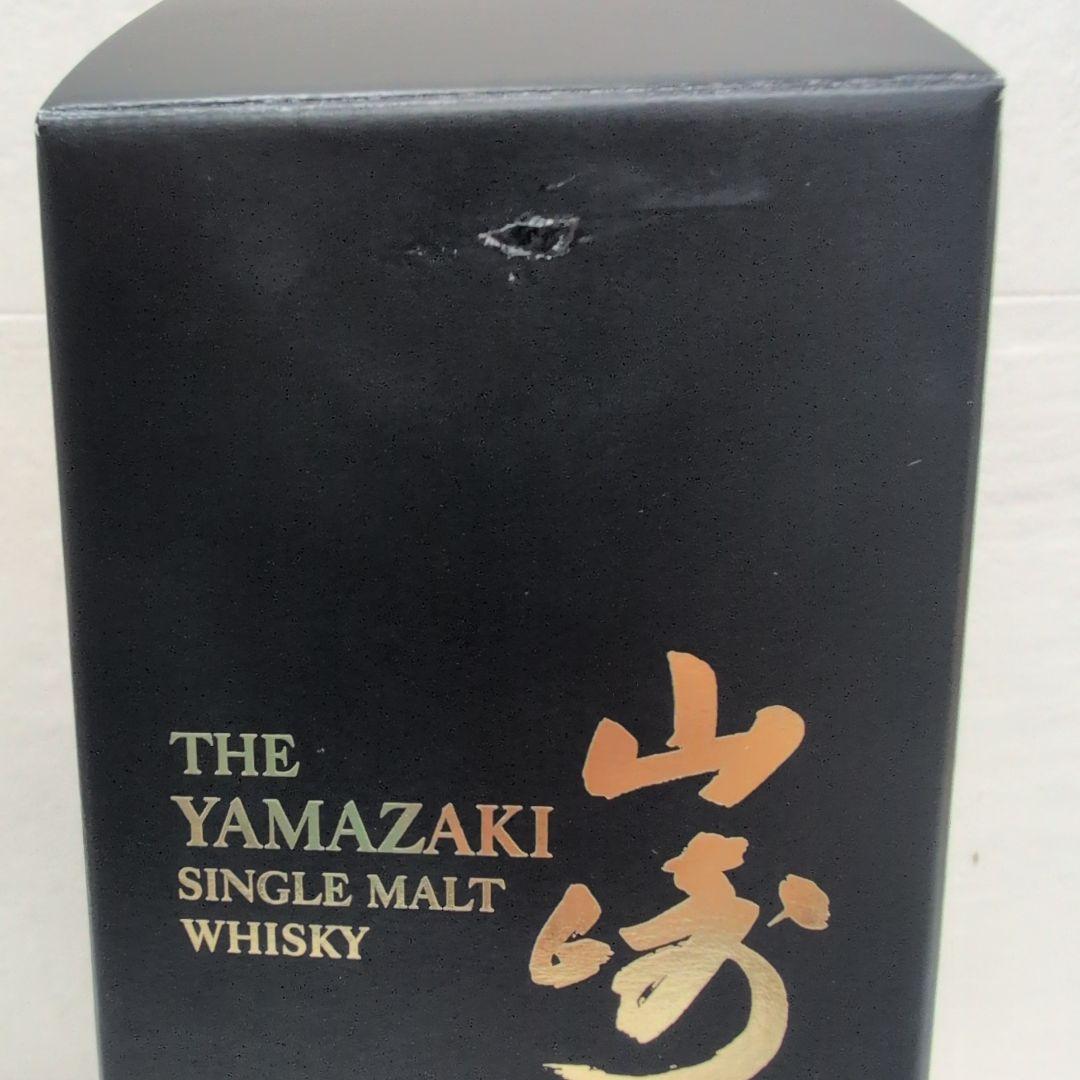 THE
YAMAZAKI
SINGLE MALT
WHISKY
山崎